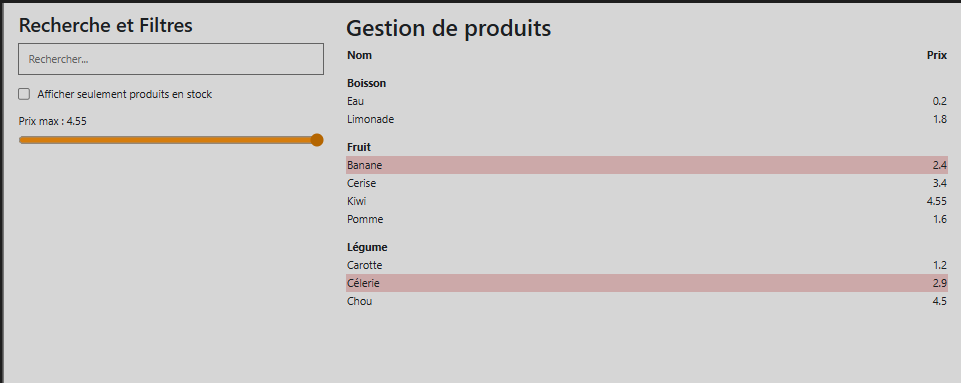 Recherche et Filtres
Rechercher...
Afficher seulement produits en stock
Prix max : 4.55
Gestion de produits
Nom Prix
Boisson
Eau 0.2
Limonade 1.8
Fruit
Banane 2.4
Cerise 3.4
Kiwi 4.55
Pomme 1.6
Légume
Carotte 1.2
Célerie 2.9
Chou 4.5